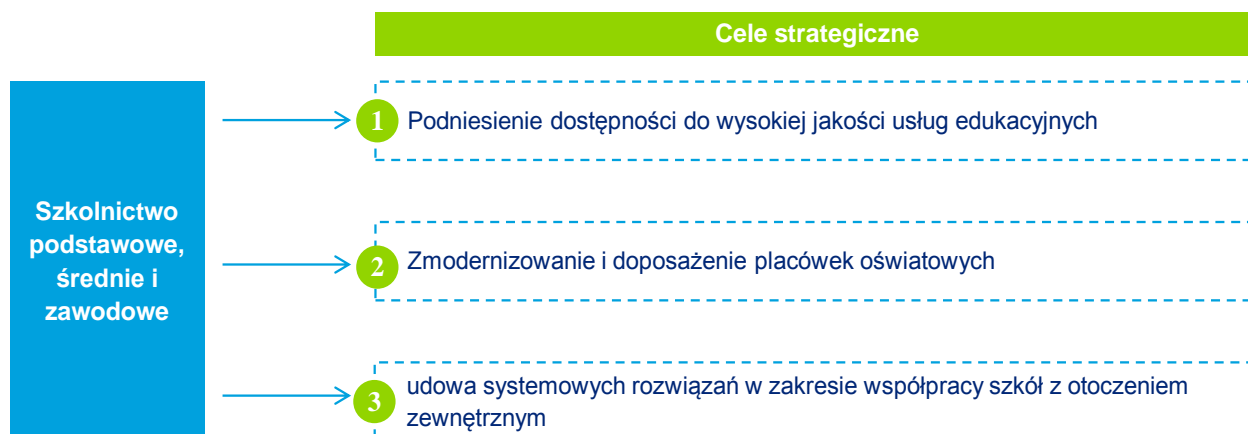 Cele strategiczne
Szkolnictwo
podstawowe,
średnie i
zawodowe
1 Podniesienie dostępności do wysokiej jakości usług edukacyjnych
2 Zmodernizowanie i doposażenie placówek oświatowych
3 udowa systemowych rozwiązań w zakresie współpracy szkół z otoczeniem
zewnętrznym